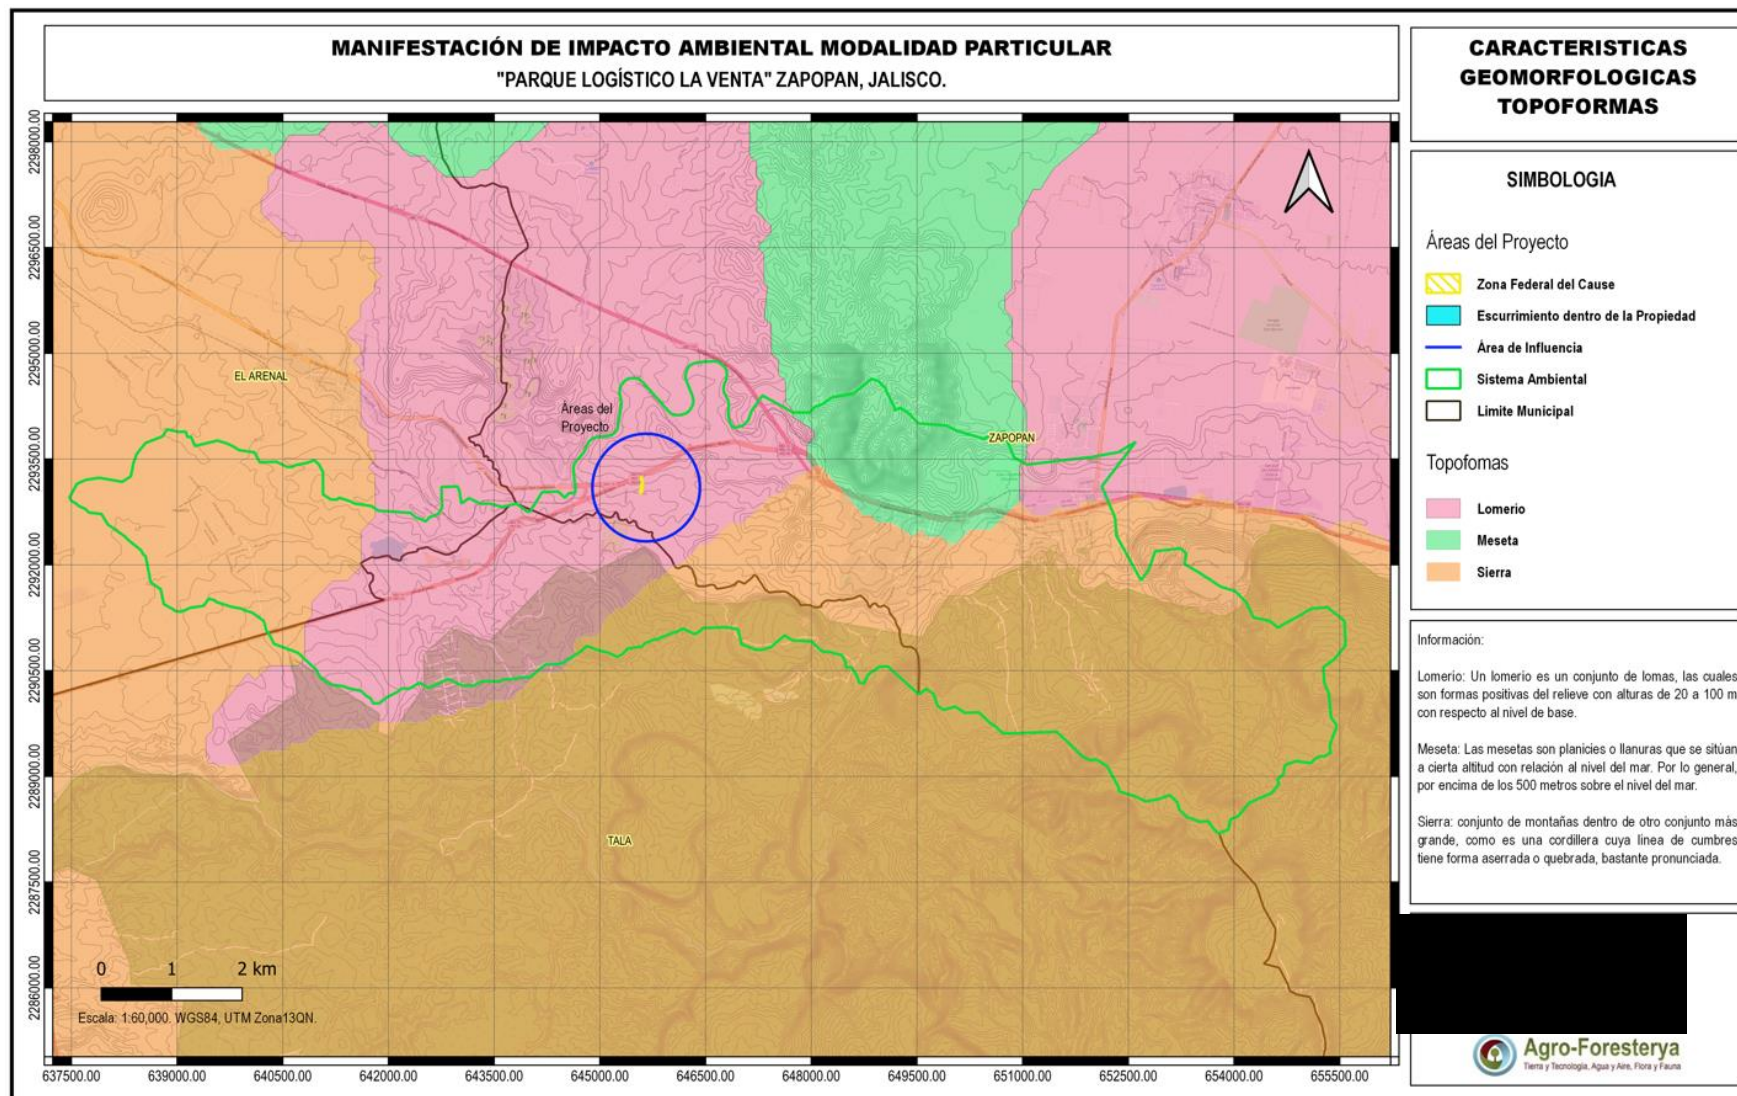 MANIFESTACIÓN DE IMPACTO AMBIENTAL MODALIDAD PARTICULAR
"PARQUE LOGÍSTICO LA VENTA" ZAPOPAN, JALISCO.
CARACTERISTICAS
GEOMORFOLOGICAS
TOPOFORMAS
SIMBOLOGIA
Áreas del Proyecto
Zona Federal del Cause
Escurrimiento dentro de la Propiedad
Área de Influencia
Sistema Ambiental
Limite Municipal
Topofomas
Lomerio
Meseta
Sierra
Información:
Lomerio: Un lomerio es un conjunto de lomas, las cuales
son formas positivas del relieve con alturas de 20 a 100 m
con respecto al nivel de base.
Meseta: Las mesetas son planicies o llanuras que se sitúan
a cierta altitud con relación al nivel del mar. Por lo general,
por encima de los 500 metros sobre el nivel del mar.
Sierra: conjunto de montañas dentro de otro conjunto más
grande, como es una cordillera cuya linea de cumbres
tiene forma aserrada o quebrada, bastante pronunciada.
Agro-Foresterya
Tierra y Tecnología, Agua y Aire, Flora y Fauna
2298000.00
2296500.00
2295000.00
2293500.00
2292000.00
2290500.00
2289000.00
2287500.00
2286000.00
EL ARENAL
Áreas del
Proyecto
ZAPOPAN
TALA
0 1 2 km
Escala: 1:60,000. WGS84, UTM Zona13QN.
637500.00 639000.00 640500.00 642000.00 643500.00 645000.00 646500.00 648000.00 649500.00 651000.00 652500.00 654000.00 655500.00